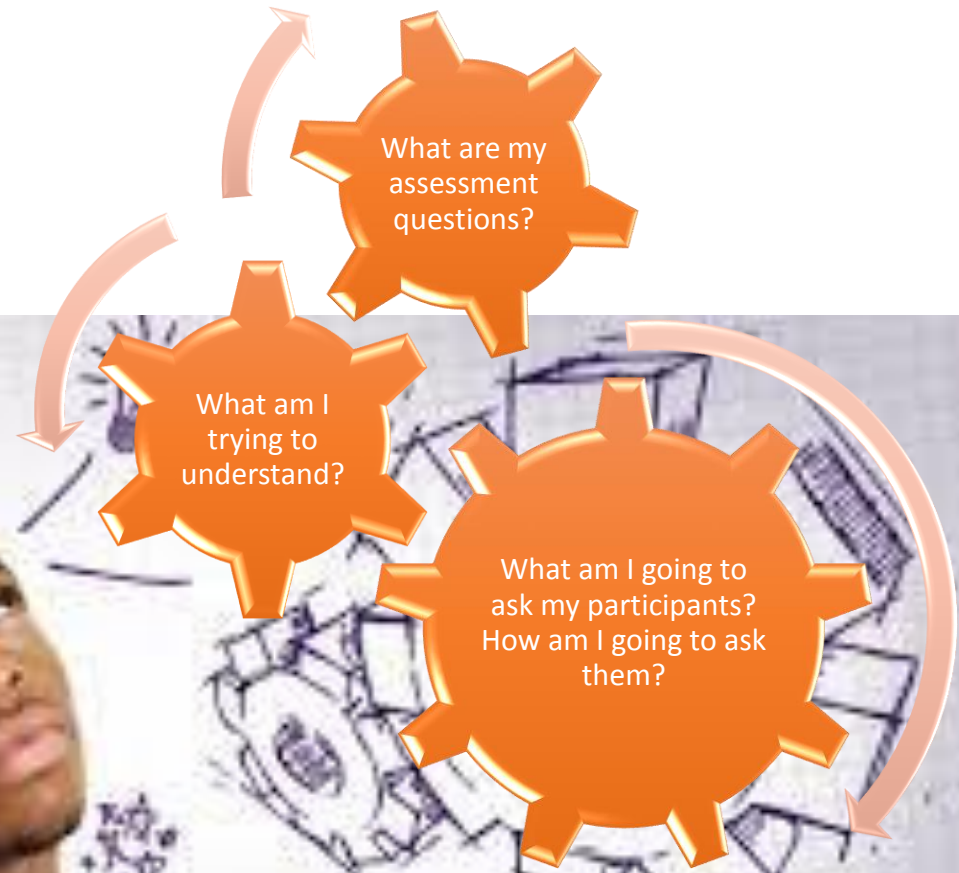 What are my
assessment
questions?
What am I
trying to
understand?
What am I going to
ask my participants?
How am I going to ask
them?